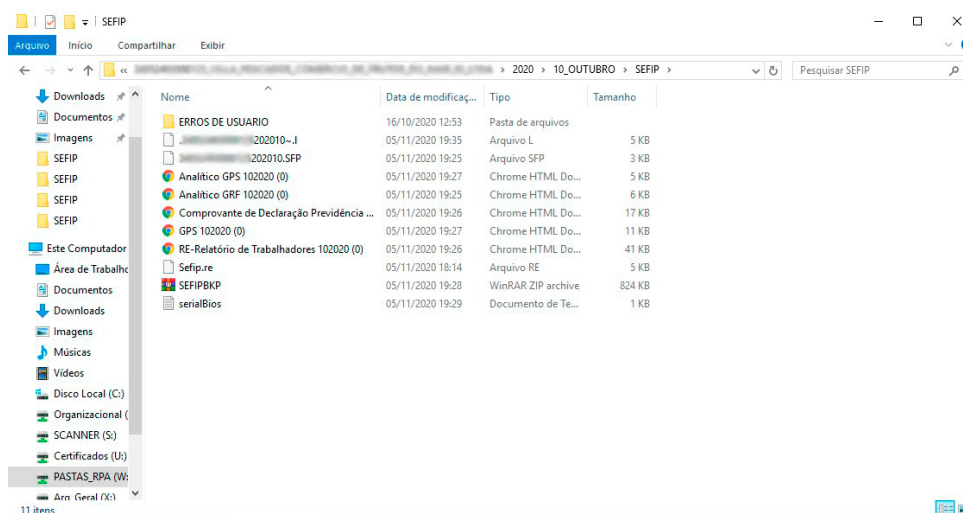 SEFIP
Arquivo Início Compartilhar Exibir
« > 2020 > 10_OUTUBRO > SEFIP > Pesquisar SEFIP
Downloads
Documentos
Imagens
SEFIP
SEFIP
SEFIP
SEFIP
Este Computador
Área de Trabalho
Documentos
Downloads
Imagens
Músicas
Vídeos
Disco Local (C:)
Organizacional (
SCANNER (S:)
Certificados (U:)
PASTAS_RPA (W:
Arq_Geral (X:)
Nome Data de modificaç... Tipo Tamanho
ERROS DE USUARIO 16/10/2020 12:53 Pasta de arquivos
202010~.I 05/11/2020 19:35 Arquivo L 5 KB
202010.SFP 05/11/2020 19:25 Arquivo SFP 3 KB
Analítico GPS 102020 (0) 05/11/2020 19:27 Chrome HTML Do... 5 KB
Analítico GRF 102020 (0) 05/11/2020 19:25 Chrome HTML Do... 6 KB
Comprovante de Declaração Previdência ... 05/11/2020 19:26 Chrome HTML Do... 17 KB
GPS 102020 (0) 05/11/2020 19:27 Chrome HTML Do... 11 KB
RE-Relatório de Trabalhadores 102020 (0) 05/11/2020 19:26 Chrome HTML Do... 41 KB
Sefip.re 05/11/2020 18:14 Arquivo RE 5 KB
SEFIPBKP 05/11/2020 19:28 WinRAR ZIP archive 824 KB
serialBios 05/11/2020 19:29 Documento de Te... 1 KB
11 itens